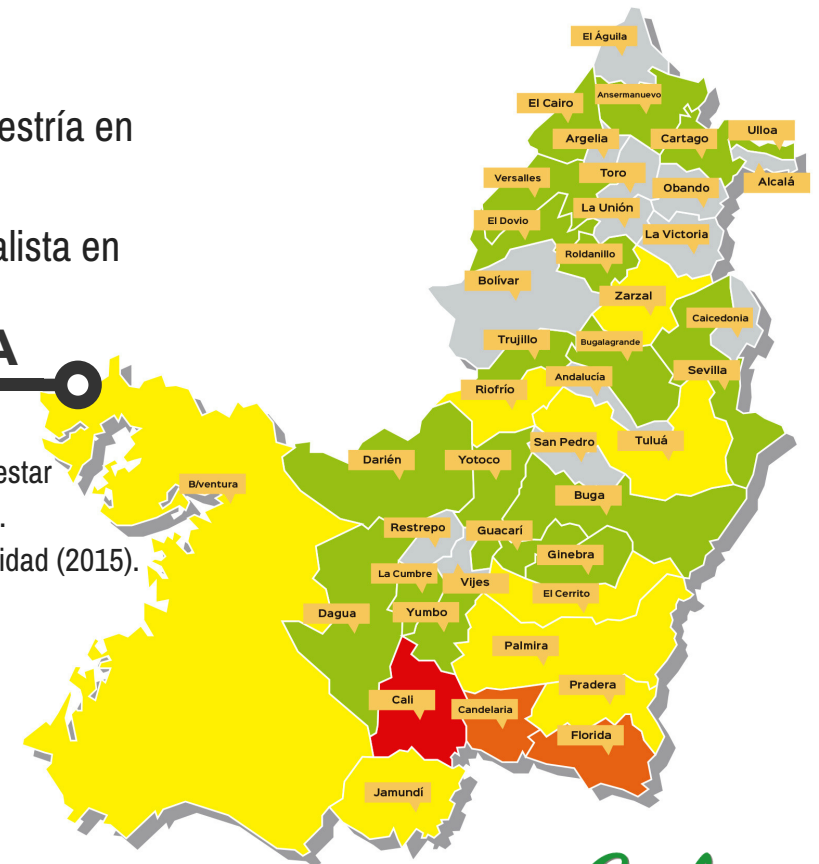 estría en
alista en
A
estar
.
idad (2015).
El Águila
Ansermanuevo
El Cairo
Argelia
Cartago
Ulloa
Versalles
Toro
Obando
Alcalá
La Unión
El Dovio
La Victoria
Roldanillo
Bolívar
Zarzal
Caicedonia
Trujillo
Bugalagrande
Sevilla
Andalucía
Riofrío
San Pedro
Tuluá
Darién
Yotoco
B/ventura
Buga
Restrepo
Guacarí
Ginebra
La Cumbre
Vijes
El Cerrito
Dagua
Yumbo
Palmira
Pradera
Cali
Candelaria
Florida
Jamundí